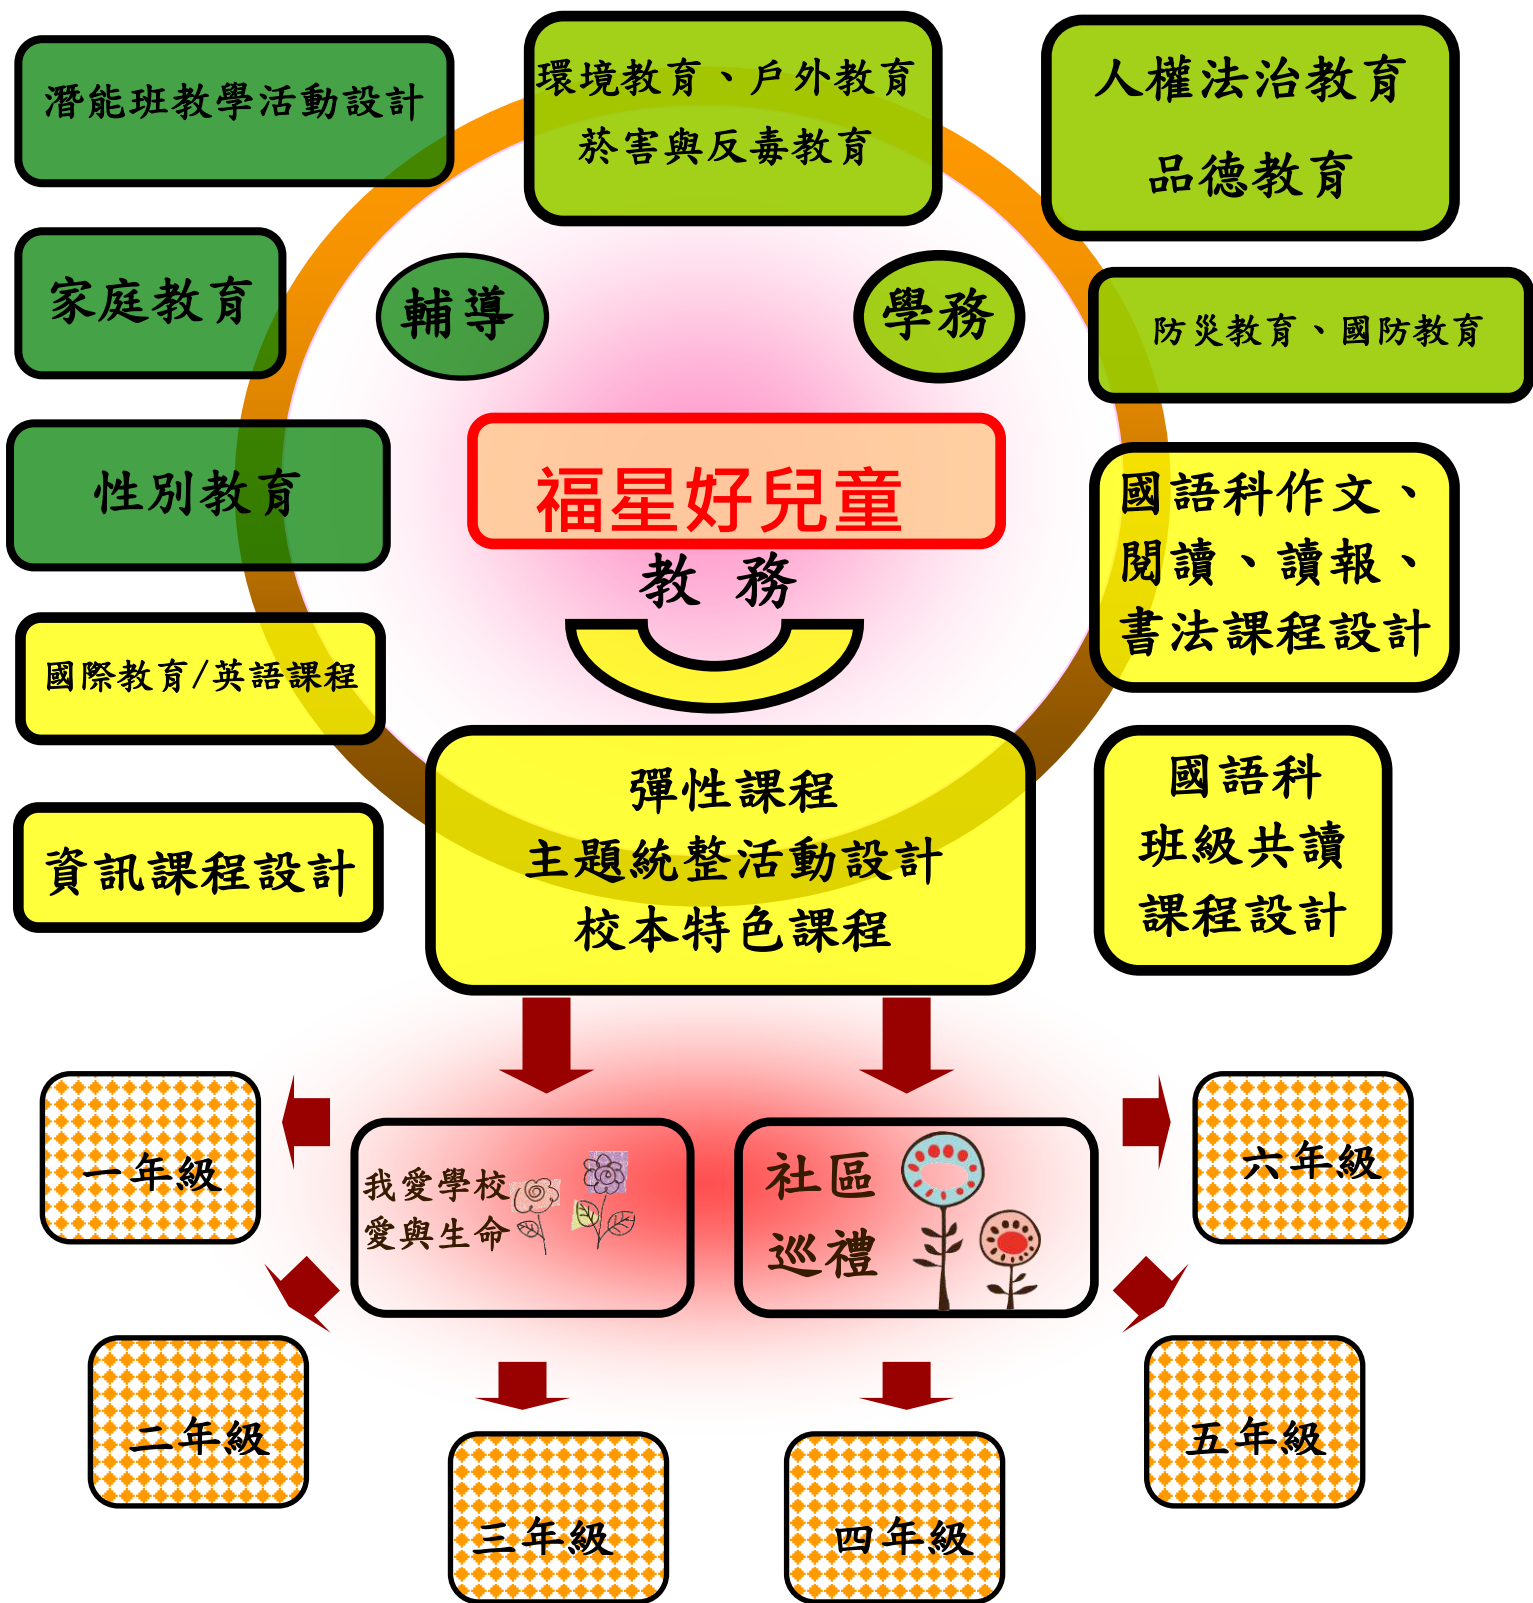 潛能班教學活動設計
環境教育、戶外教育
菸害與反毒教育
人權法治教育
品德教育
家庭教育
輔導
學務
防災教育、國防教育
性別教育
福星好兒童
教 務
國語科作文、
閱讀、讀報、
書法課程設計
國際教育/英語課程
彈性課程
主題統整活動設計
校本特色課程
國語科
班級共讀
課程設計
資訊課程設計
一年級
我愛學校
愛與生命
社區
巡禮
六年級
二年級
五年級
三年級
四年級